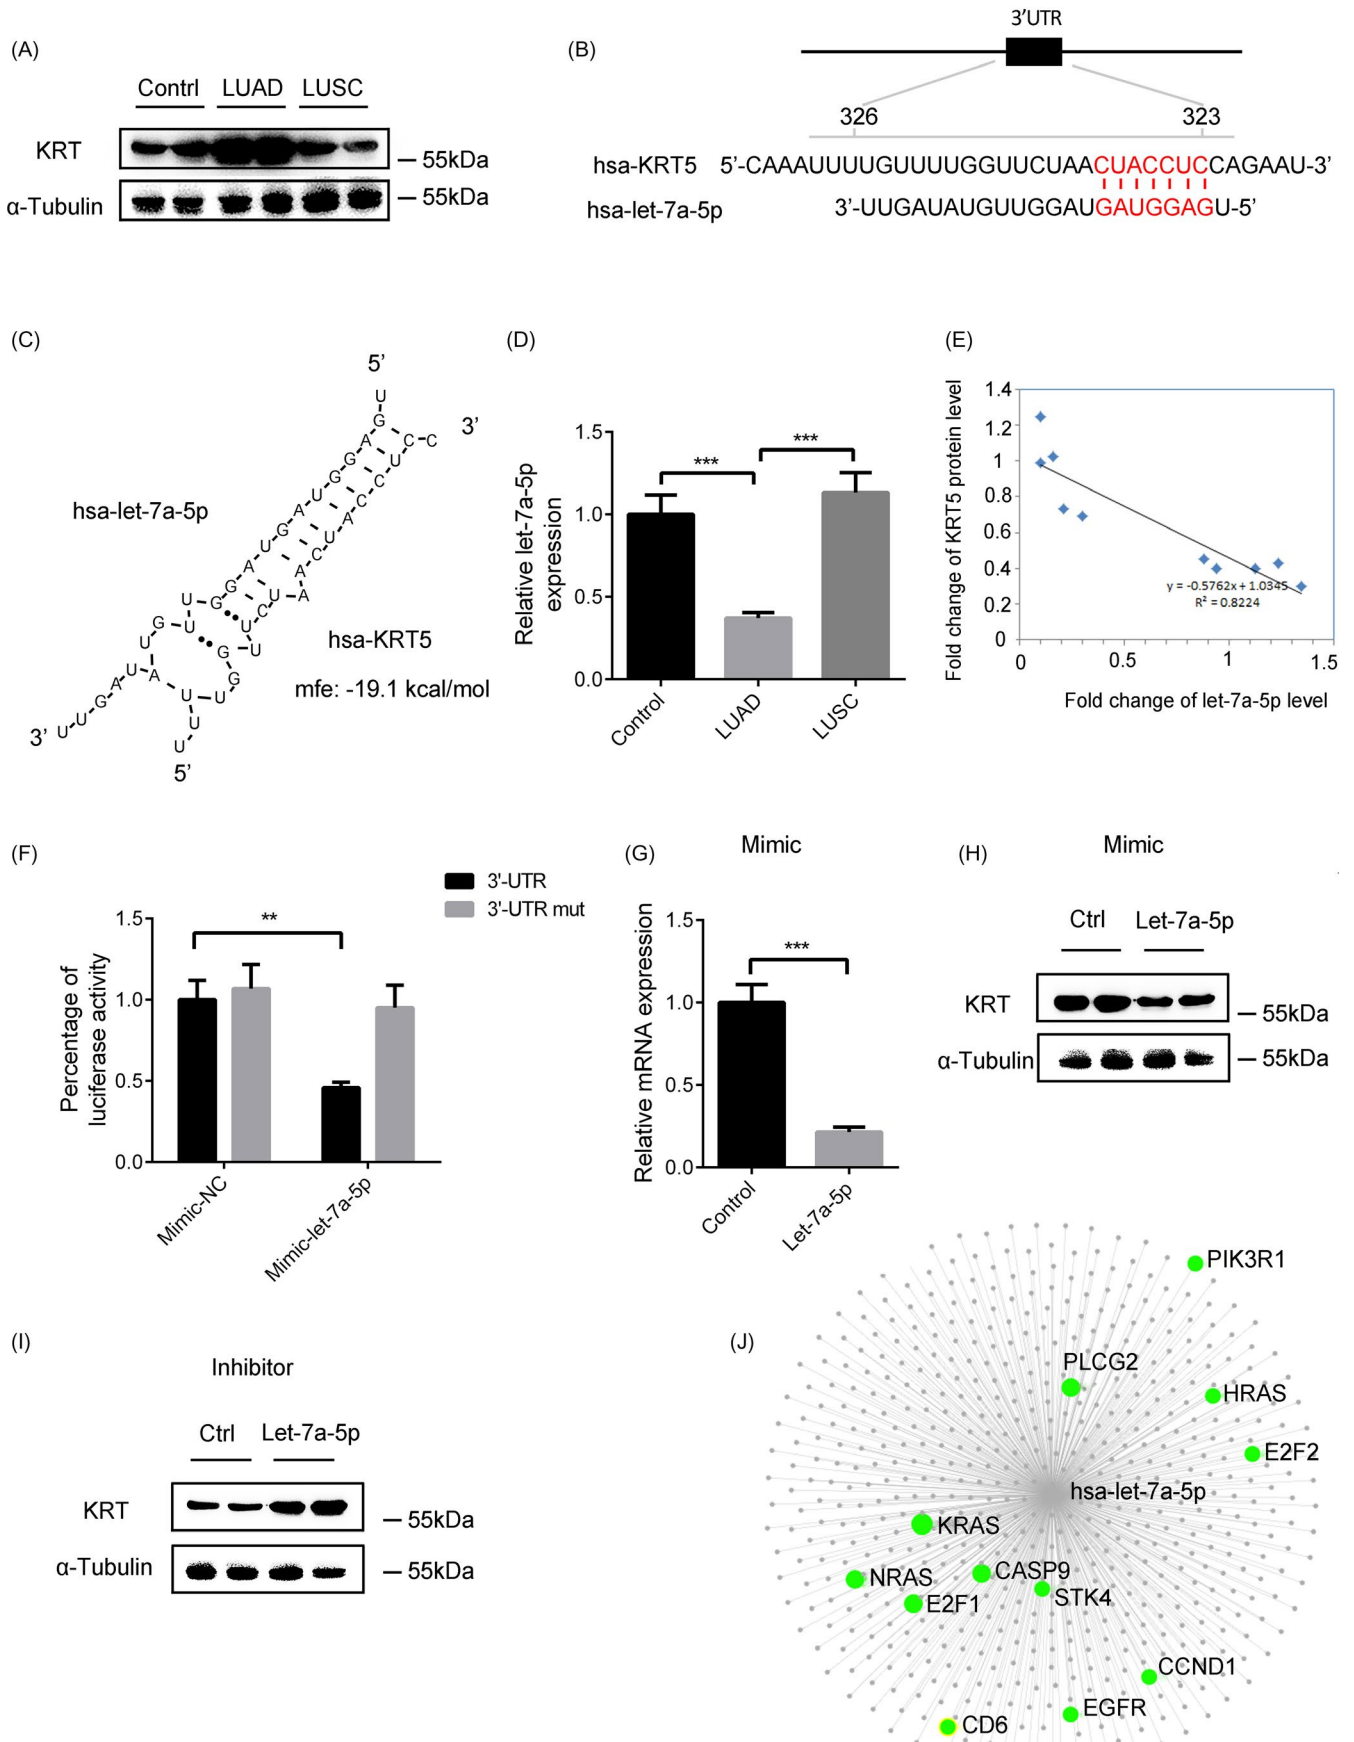 (A)
Contrl LUAD LUSC
KRT
55kDa
α-Tubulin
55kDa
(B)
3'UTR
326 323
hsa-KRT5 5'-CAAAUUUUGUUUUGGUUCUAACUACCUCCAGAAU-3'
hsa-let-7a-5p 3'-UUGAUAUGUUGGAUGAUGGAGU-5'
(C)
5'
3'
hsa-let-7a-5p
hsa-KRT5
mfe: -19.1 kcal/mol
3'
5'
(D)
Relative let-7a-5p
expression
1.5
1.0
0.5
0.0
***
***
Control
LUAD
LUSC
(E)
Fold change of KRT5 protein level
1.4
1.2
1
0.8
0.6
0.4
0.2
0
y = -0.5762x + 1.0345
R² = 0.8224
0 0.5 1 1.5
Fold change of let-7a-5p level
(F)
3'-UTR
3'-UTR mut
Percentage of
luciferase activity
1.5
1.0
0.5
0.0
**
Mimic-NC
Mimic-let-7a-5p
(G)
Mimic
Relative mRNA expression
1.5
1.0
0.5
0.0
***
Control
Let-7a-5p
(H)
Mimic
Ctrl Let-7a-5p
KRT
55kDa
α-Tubulin
55kDa
(I)
Inhibitor
Ctrl Let-7a-5p
KRT
55kDa
α-Tubulin
55kDa
(J)
PIK3R1
PLCG2
HRAS
E2F2
hsa-let-7a-5p
KRAS
CASP9
NRAS
STK4
E2F1
CCND1
EGFR
CD6